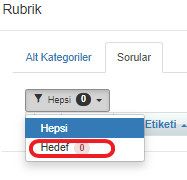 Rubrik
Alt Kategoriler
Sorular
Hepsi 0
Etiketi
Hepsi
Hedef 0